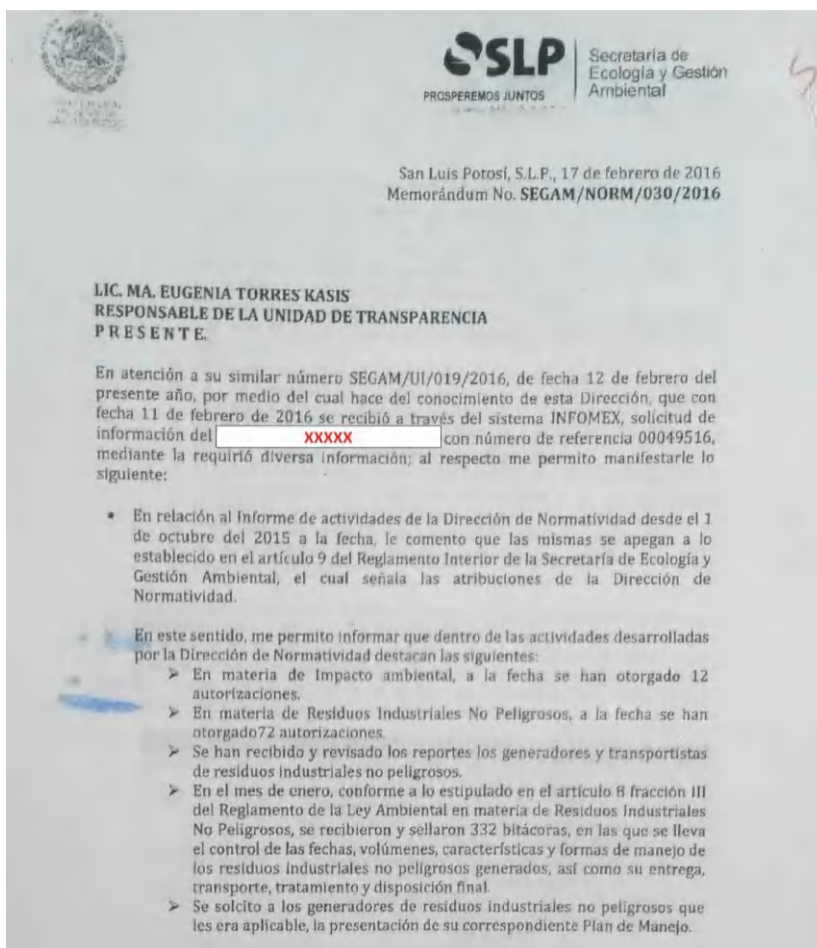 SLP
PROSPEREMOS JUNTOS
Secretaría de
Ecología y Gestión
Ambiental
San Luis Potosí, S.L.P., 17 de febrero de 2016
Memorándum No. SEGAM/NORM/030/2016
LIC. MA. EUGENIA TORRES KASIS
RESPONSABLE DE LA UNIDAD DE TRANSPARENCIA
P R E S E N T E.
En atención a su similar número SEGAM/UI/019/2016, de fecha 12 de febrero del
presente año, por medio del cual hace del conocimiento de esta Dirección, que con
fecha 11 de febrero de 2016 se recibió a través del sistema INFOMEX, solicitud de
información del XXXXX con número de referencia 00049516,
mediante la requirió diversa información; al respecto me permito manifestarle lo
siguiente:
• En relación al Informe de actividades de la Dirección de Normatividad desde el 1
de octubre del 2015 a la fecha, le comento que las mismas se apegan a lo
establecido en el artículo 9 del Reglamento Interior de la Secretaría de Ecología y
Gestión Ambiental, el cual señala las atribuciones de la Dirección de
Normatividad.
En este sentido, me permito informar que dentro de las actividades desarrolladas
por la Dirección de Normatividad destacan las siguientes:
➢ En materia de Impacto ambiental, a la fecha se han otorgado 12
autorizaciones.
➢ En materia de Residuos Industriales No Peligrosos, a la fecha se han
otorgado72 autorizaciones.
➢ Se han recibido y revisado los reportes los generadores y transportistas
de residuos industriales no peligrosos.
➢ En el mes de enero, conforme a lo estipulado en el artículo 8 fracción III
del Reglamento de la Ley Ambiental en materia de Residuos Industriales
No Peligrosos, se recibieron y sellaron 332 bitácoras, en las que se lleva
el control de las fechas, volúmenes, características y formas de manejo de
los residuos industriales no peligrosos generados, así como su entrega,
transporte, tratamiento y disposición final.
➢ Se solcito a los generadores de residuos industriales no peligrosos que
les era aplicable, la presentación de su correspondiente Plan de Manejo.